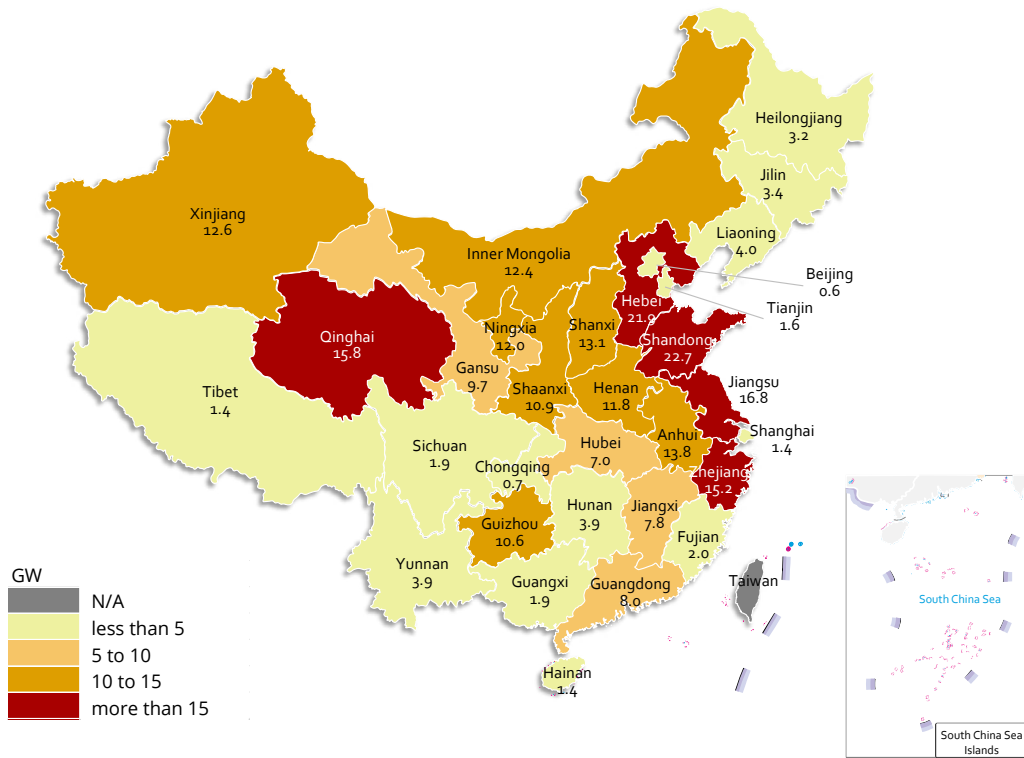 Heilongjiang
3.2
Jilin
3.4
Liaoning
4.0
Xinjiang
12.6
Inner Mongolia
12.4
Beijing
0.6
Tianjin
1.6
Hebei
21.9
Ningxia
12.0
Shanxi
13.1
Shandong
22.7
Qinghai
15.8
Gansu
9.7
Shaanxi
10.9
Henan
11.8
Jiangsu
16.8
Tibet
1.4
Sichuan
1.9
Chongqing
0.7
Hubei
7.0
Anhui
13.8
Shanghai
1.4
Zhejiang
15.2
Guizhou
10.6
Hunan
3.9
Jiangxi
7.8
Fujian
2.0
Yunnan
3.9
Guangxi
1.9
Guangdong
8.0
Taiwan
Hainan
1.4
GW
N/A
less than 5
5 to 10
10 to 15
more than 15
South China Sea
South China Sea
Islands